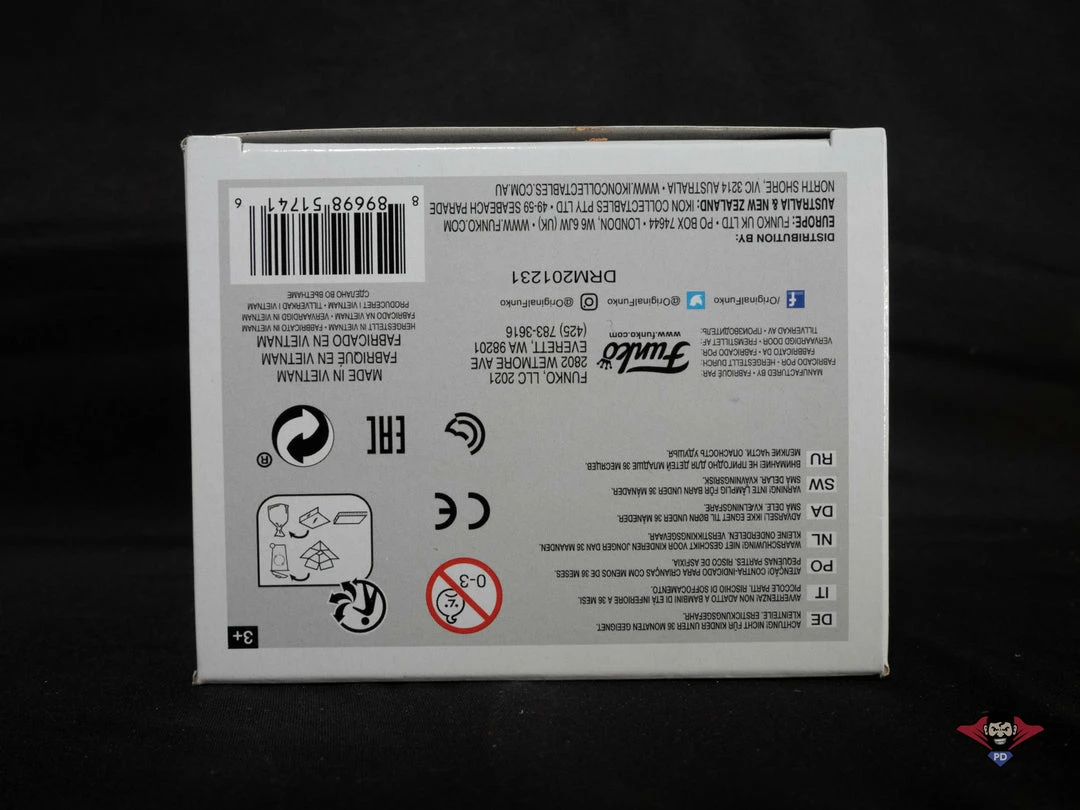 DE ACHTUNG! NICHT FÜR KINDER UNTER 36 MONATEN GEEIGNET.
KLEINTEILE. ERSTICKUNGSGEFAHR.
IT AVVERTENZA! NON ADATTO A BAMBINI DI ETÀ INFERIORE A 36 MESI.
PICCOLE PARTI. RISCHIO DI SOFFOCAMENTO.
PO ATENÇÃO! CONTRA-INDICADO PARA CRIANÇAS COM MENOS DE 36 MESES.
PEQUENAS PARTES. RISCO DE ASFIXIA.
NL WAARSCHUWING! NIET GESCHIKT VOOR KINDEREN JONGER DAN 36 MAANDEN.
KLEINE ONDERDELEN. VERSTIKKINGSGEVAAR.
DA ADVARSEL! IKKE EGNET TIL BØRN UNDER 36 MÅNEDER.
SMÅ DELE. KVÆLNINGSFARE.
SW VARNING! INTE LÄMPLIG FÖR BARN UNDER 36 MÅNADER.
SMÅ DELAR. KVÄVNINGSRISK.
RU ВНИМАНИЕ! НЕ ПРИГОДНО ДЛЯ ДЕТЕЙ МЛАДШЕ 36 МЕСЯЦЕВ.
МЕЛКИЕ ЧАСТИ. ОПАСНОСТЬ УДУШЬЯ.
3+
0-3
CE
EAC
®
MANUFACTURED BY • FABRIQUÉ PAR:
FABRICADO POR • HERGESTELLT DURCH:
FABBRICATO DA • FABRICADO POR:
VERVAARDIGD DOOR • FREMSTILLET AF:
TILLVERKAD AV • ПРОИЗВОДИТЕЛЬ:
Funko
www.funko.com
FUNKO, LLC 2021
2802 WETMORE AVE
EVERETT, WA 98201
(425) 783-3616
MADE IN VIETNAM
FABRIQUÉ EN VIETNAM
FABRICADO EN VIETNAM
HERGESTELLT IN VIETNAM • FABBRICATO IN VIETNAM
FABRICADO NA VIETNAM • VERVAARDIGD IN VIETNAM
PRODUCERET I VIETNAM • TILLVERKAD I VIETNAM
СДЕЛАНО ВО ВЬЕТНАМЕ
/OriginalFunko @OriginalFunko @OriginalFunko
DRM201231
DISTRIBUTION BY:
EUROPE: FUNKO UK LTD • PO BOX 74644 • LONDON, W6 6JW (UK) • WWW.FUNKO.COM
AUSTRALIA & NEW ZEALAND: IKON COLLECTABLES PTY LTD • 49-59 SEABEACH PARADE
NORTH SHORE, VIC 3214 AUSTRALIA • WWW.IKONCOLLECTABLES.COM.AU
8 89698 51741 6
PD